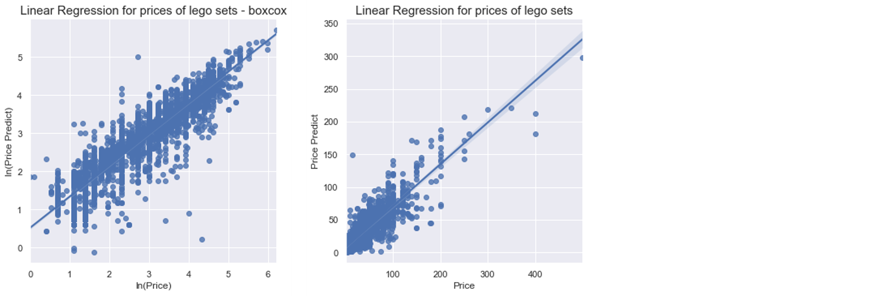 Linear Regression for prices of lego sets - boxcox
5
4
3
2
1
0
ln(Price Predict)
0 1 2 3 4 5 6
ln(Price)
Linear Regression for prices of lego sets
350
300
250
200
150
100
50
0
Price Predict
100 200 300 400
Price